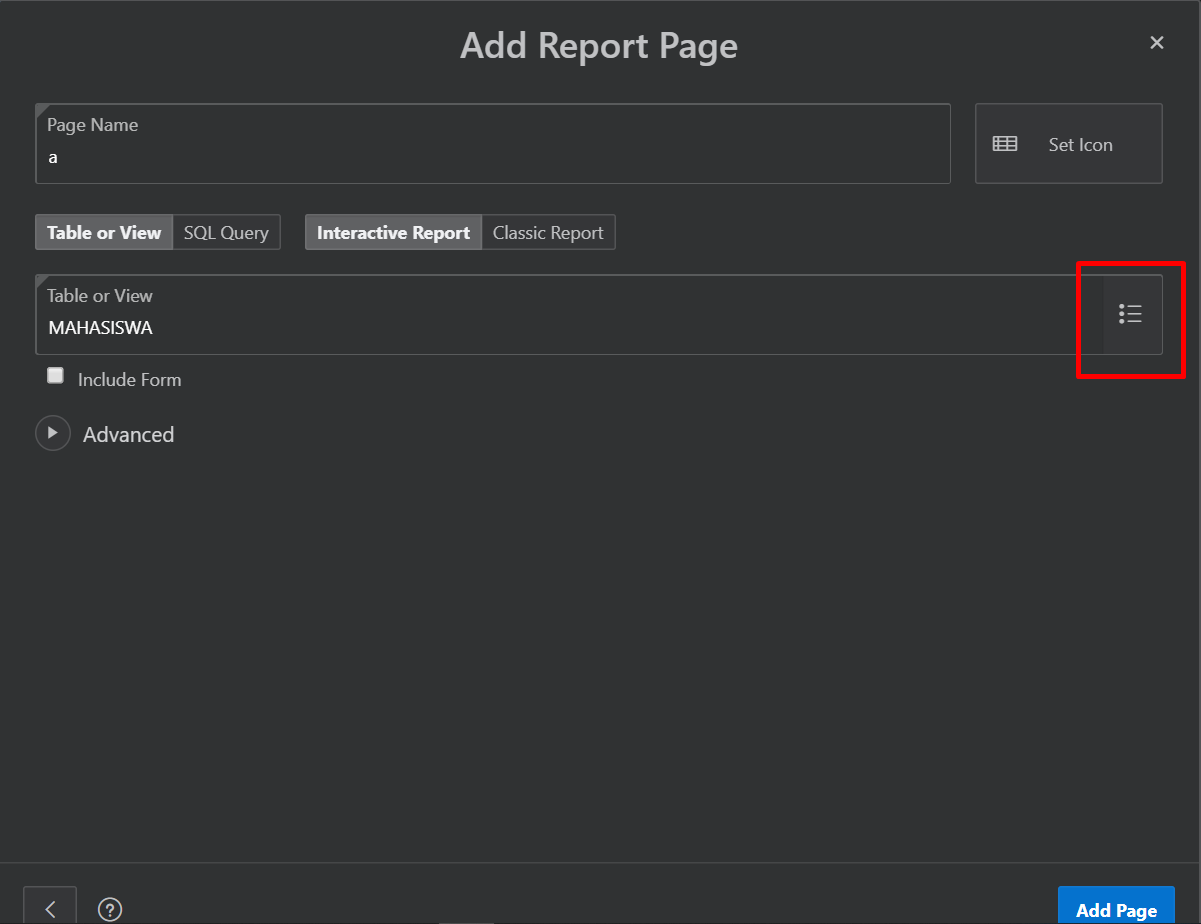 Add Report Page
Page Name
a
Set Icon
Table or View SQL Query Interactive Report Classic Report
Table or View
MAHASISWA
Include Form
Advanced
Add Page